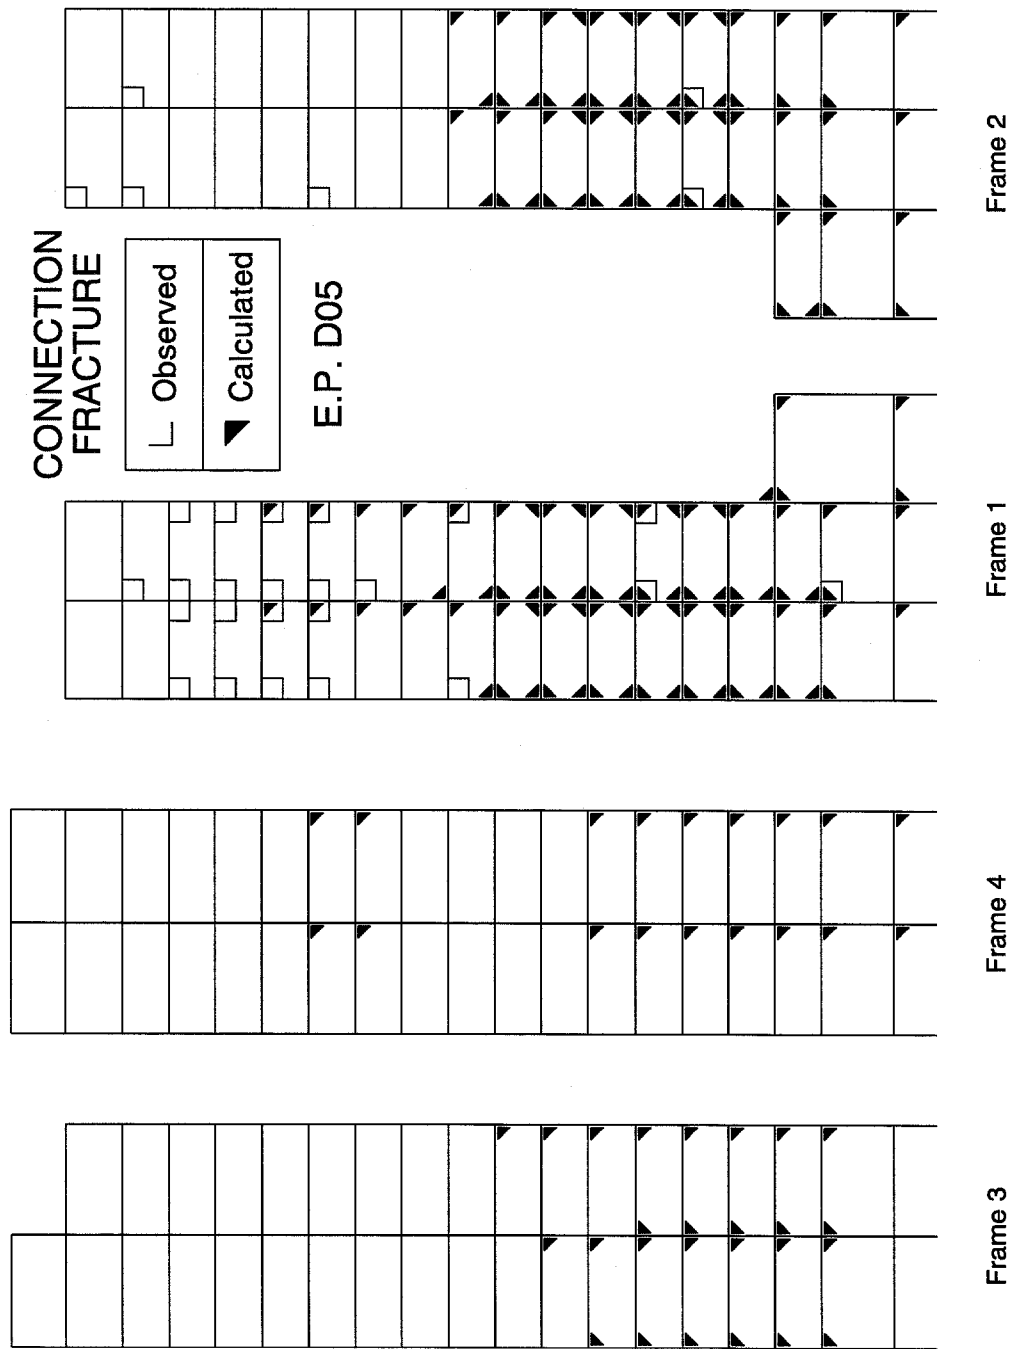 CONNECTION
FRACTURE
Observed
Calculated
E.P. D05
Frame 3
Frame 4
Frame 1
Frame 2